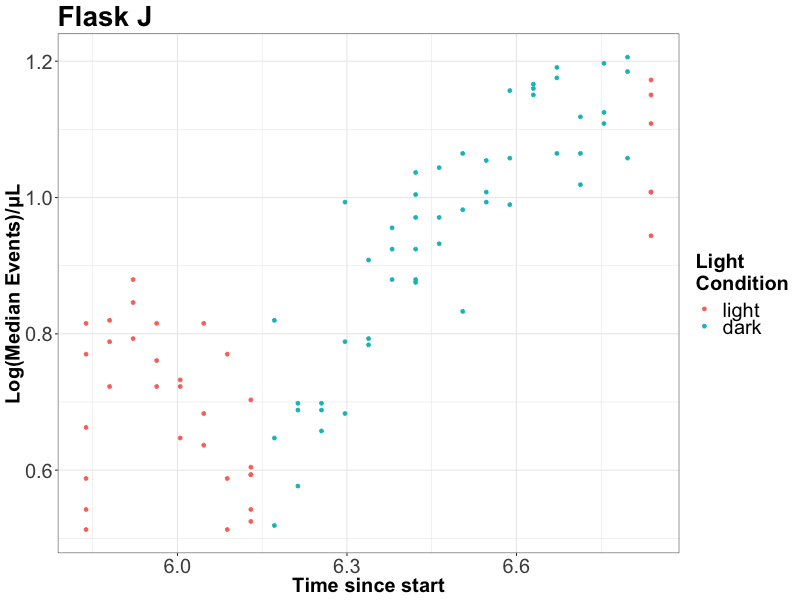 Flask J
Log(Median Events)/µL
1.2
1.0
0.8
0.6
6.0
6.3
6.6
Time since start
Light
Condition
light
dark